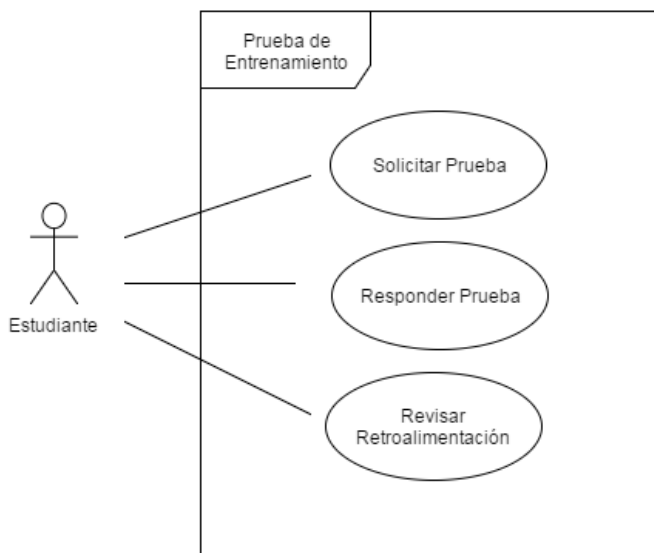 Prueba de
Entrenamiento
Solicitar Prueba
Responder Prueba
Estudiante
Revisar
Retroalimentación